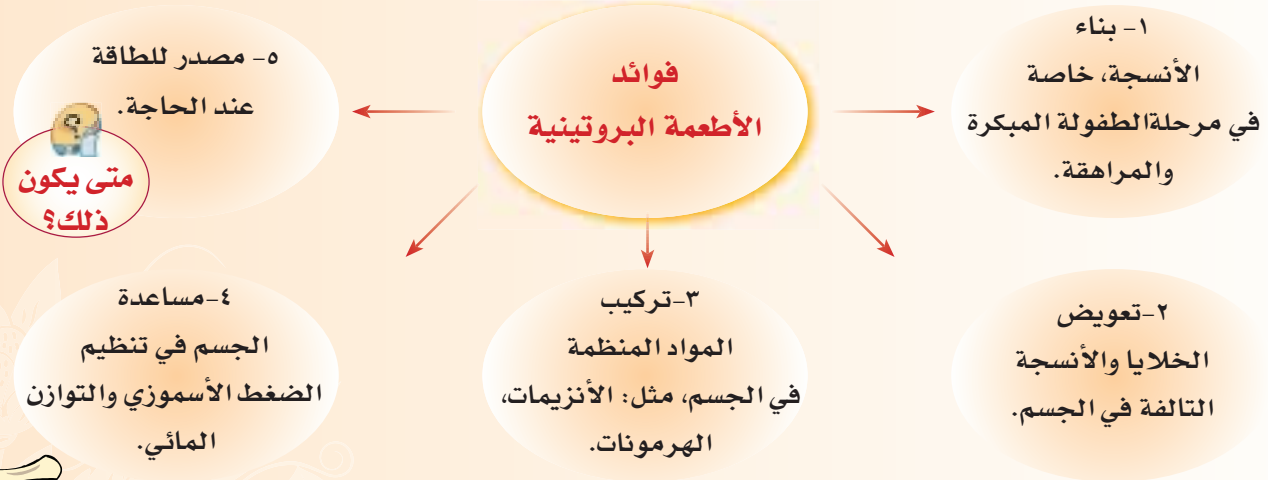 فوائد
الأطعمة البروتينية
١- بناء
الأنسجة، خاصة
في مرحلةالطفولة المبكرة
والمراهقة.
٢-تعويض
الخلايا والأنسجة
التالفة في الجسم.
٣-تركيب
المواد المنظمة
في الجسم، مثل: الأنزيمات،
الهرمونات.
٤-مساعدة
الجسم في تنظيم
الضغط الأسموزي والتوازن
المائي.
٥- مصدر للطاقة
عند الحاجة.
متى يكون
ذلك؟